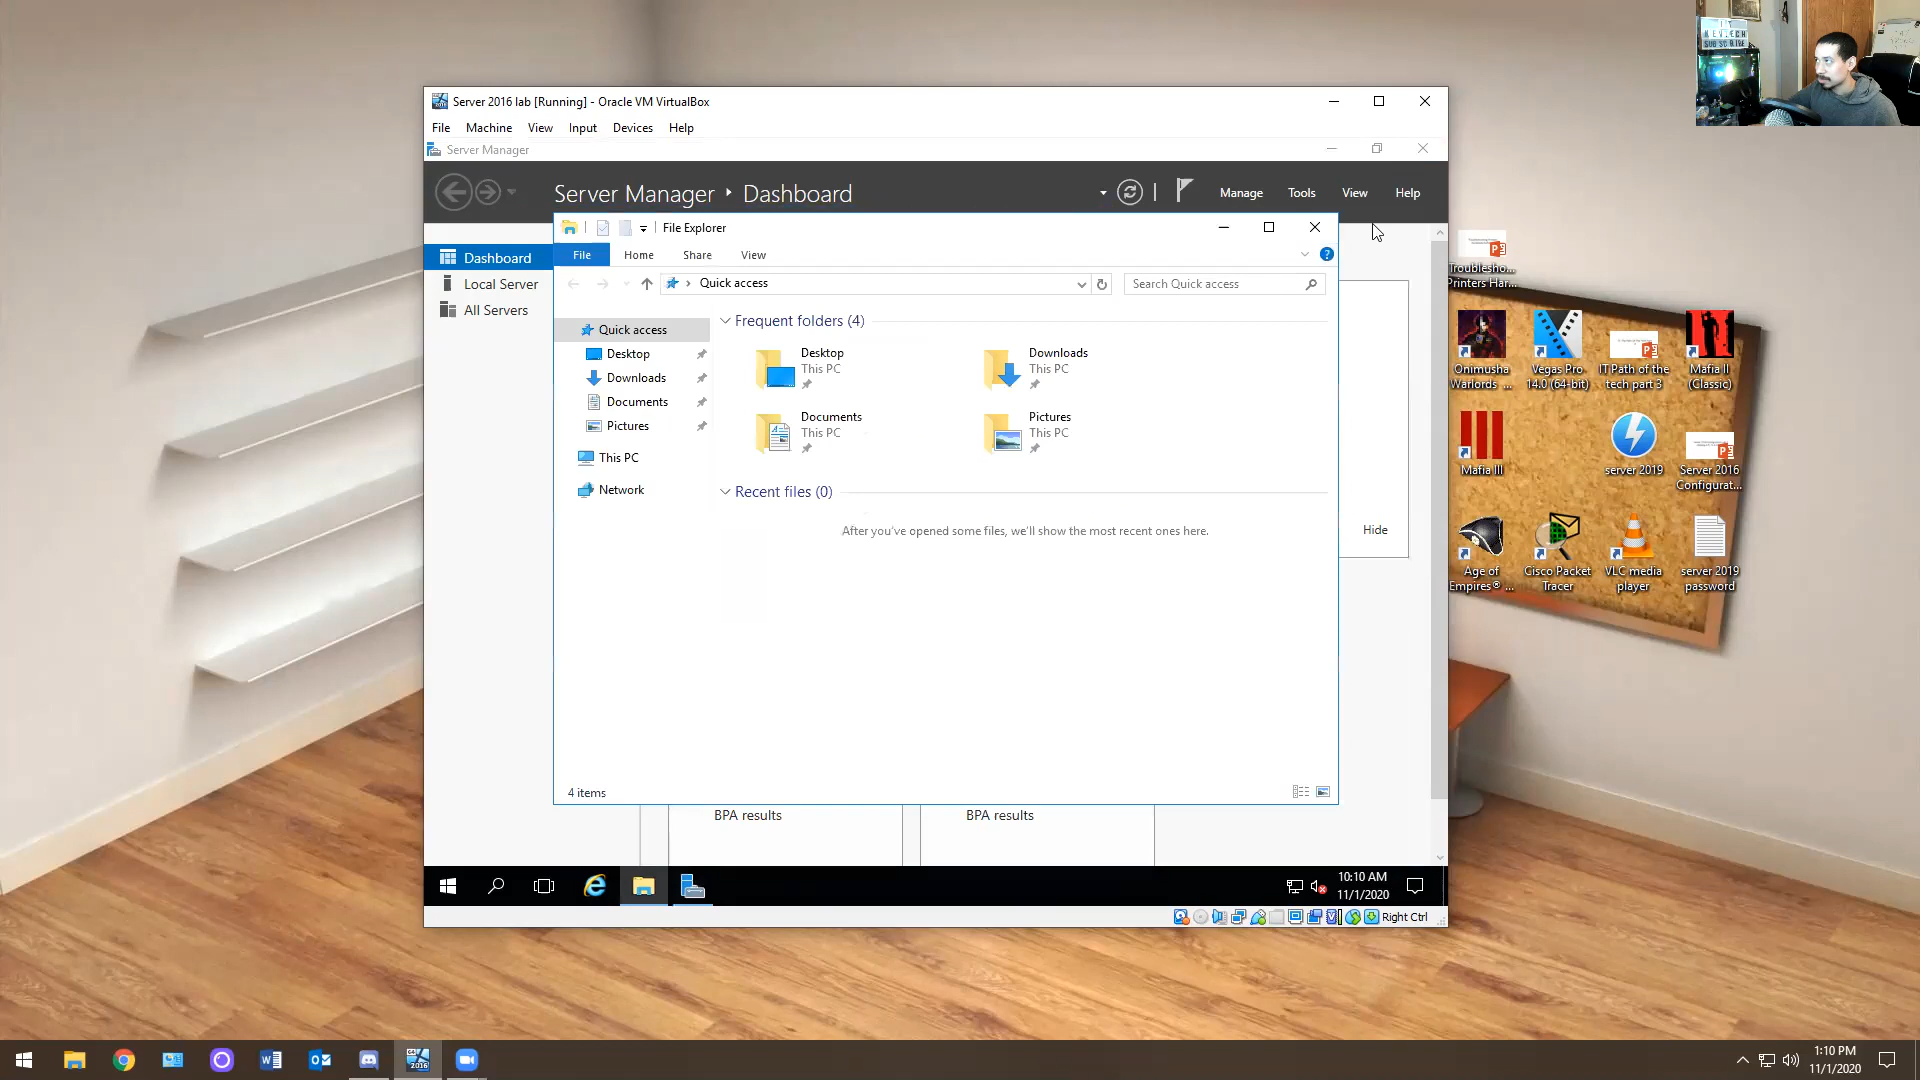 KEVTECH
SUBSCRIBE
Server 2016 lab [Running] - Oracle VM VirtualBox
File Machine View Input Devices Help
Server Manager
Server Manager Dashboard
Manage Tools View Help
Dashboard
Local Server
All Servers
File Explorer
File Home Share View
Quick access
Search Quick access
Quick access
Desktop
Downloads
Documents
Pictures
This PC
Network
Frequent folders (4)
Desktop
This PC
Downloads
This PC
Documents
This PC
Pictures
This PC
Recent files (0)
After you've opened some files, we'll show the most recent ones here.
4 items
Hide
BPA results
BPA results
10:10 AM
11/1/2020
Right Ctrl
Troublesho...
Printers Har...
Onimusha
Warlords ...
Vegas Pro
14.0 (64-bit)
IT Path of the
tech part 3
Mafia II
(Classic)
Mafia III
server 2019
Server 2016
Configurat...
Age of
Empires® ...
Cisco Packet
Tracer
VLC media
player
server 2019
password
2016
1:10 PM
11/1/2020